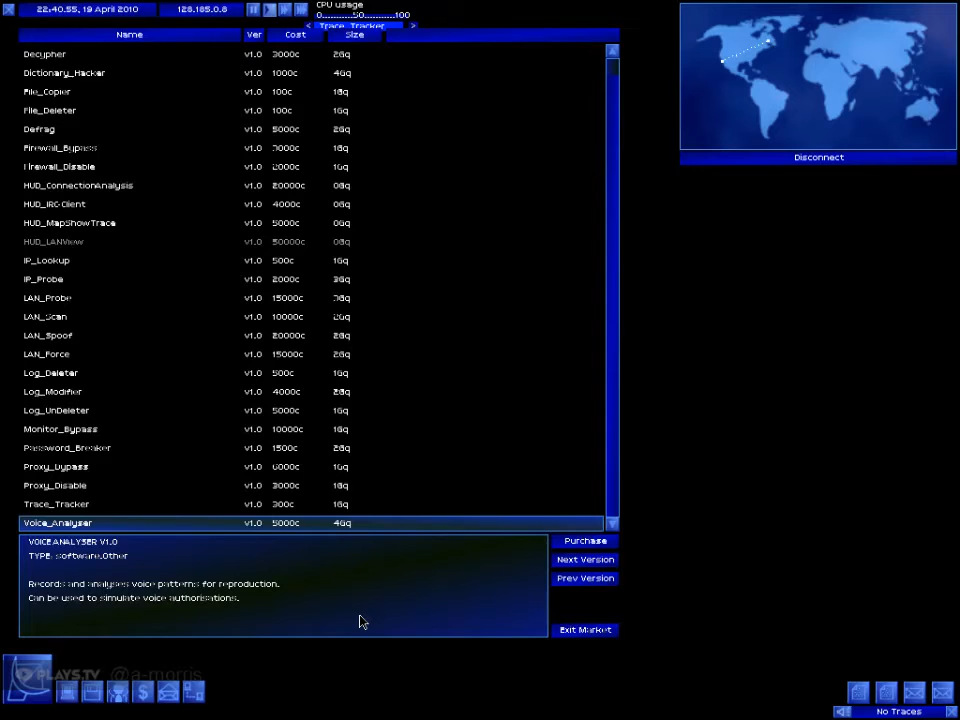 22:40.55, 19 April 2010
128.185.0.8
CPU usage
0..........50..........100
< Trace_Tracker >
Name Ver Cost Size
Decypher v1.0 3000c 2Gq
Dictionary_Hacker v1.0 1000c 4Gq
File_Copier v1.0 100c 1Gq
File_Deleter v1.0 100c 1Gq
Defrag v1.0 5000c 2Gq
Firewall_Bypass v1.0 3000c 1Gq
Firewall_Disable v1.0 2000c 1Gq
HUD_ConnectionAnalysis v1.0 20000c 0Gq
HUD_IRC-Client v1.0 4000c 0Gq
HUD_MapShowTrace v1.0 5000c 0Gq
HUD_LANView v1.0 50000c 0Gq
IP_Lookup v1.0 500c 1Gq
IP_Probe v1.0 2000c 3Gq
LAN_Probe v1.0 15000c 3Gq
LAN_Scan v1.0 10000c 2Gq
LAN_Spoof v1.0 20000c 2Gq
LAN_Force v1.0 15000c 2Gq
Log_Deleter v1.0 500c 1Gq
Log_Modifier v1.0 4000c 2Gq
Log_UnDeleter v1.0 5000c 1Gq
Monitor_Bypass v1.0 10000c 1Gq
Password_Breaker v1.0 1500c 2Gq
Proxy_Bypass v1.0 6000c 1Gq
Proxy_Disable v1.0 3000c 1Gq
Trace_Tracker v1.0 300c 1Gq
Voice_Analyser v1.0 5000c 4Gq
VOICE ANALYSER V1.0
TYPE: software.Other
Records and analyses voice patterns for reproduction.
Can be used to simulate voice authorisations.
Purchase
Next Version
Prev Version
Exit Market
Disconnect
PLAYS.TV @a-morris
No Traces